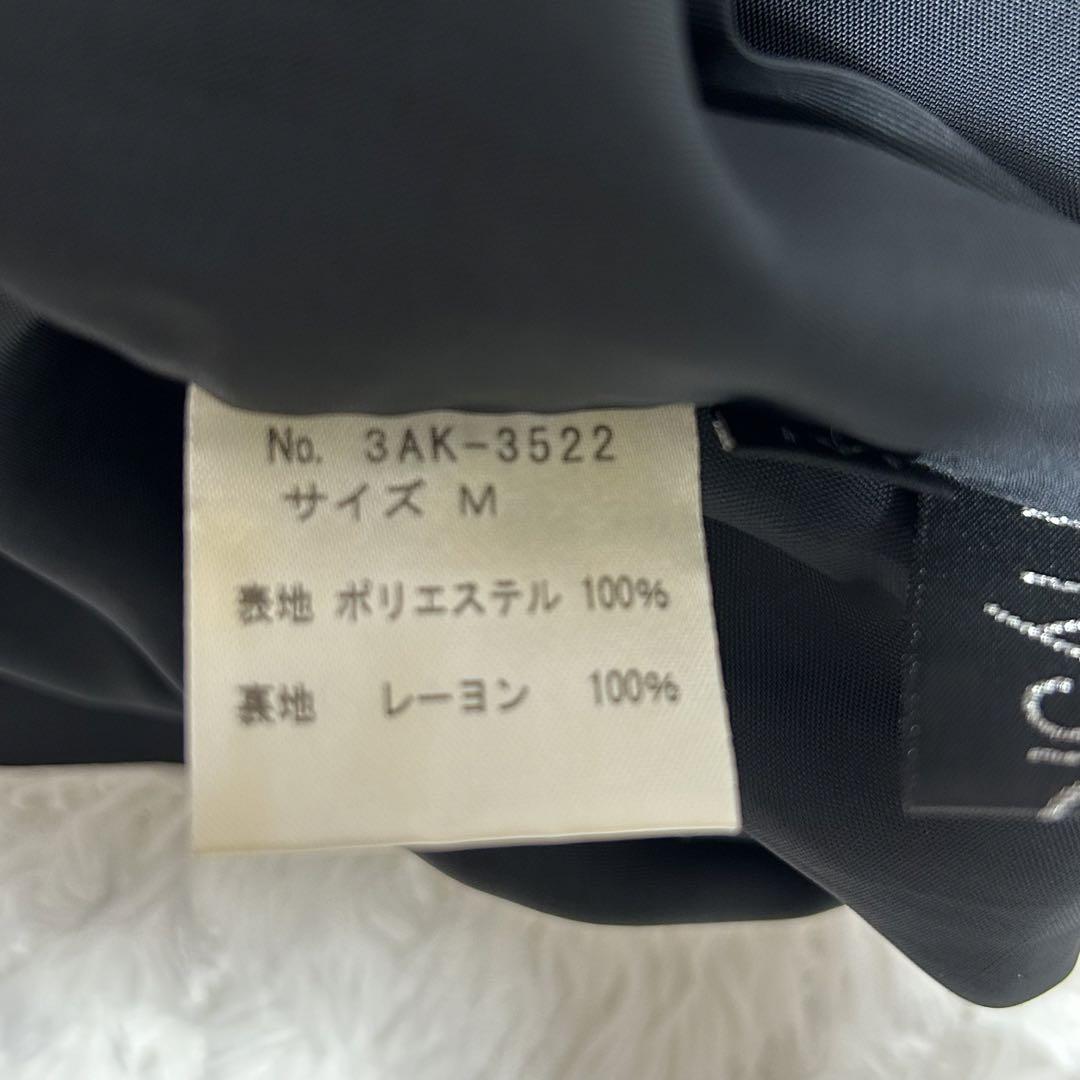 No. 3AK-3522
サイズ M
表地 ポリエステル 100%
裏地 レーヨン 100%